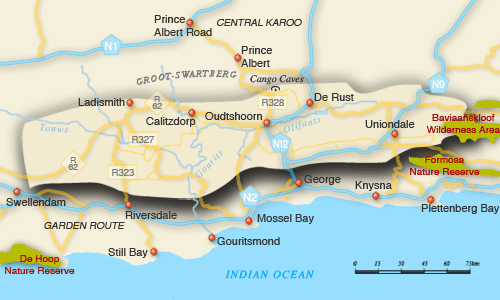 Prince
Albert Road
CENTRAL KAROO
N1
Prince
Albert
GROOT-SWARTBERG
Cango Caves
N9
Ladismith
R
62
R328
De Rust
Calitzdorp
Oudtshoorn
Baviaanskloof
Wilderness Area
Touws
Olifants
Uniondale
R327
N12
Gourits
R
62
R323
Formosa
Nature Reserve
George
Knysna
Swellendam
N2
Plettenberg Bay
Riversdale
Mossel Bay
GARDEN ROUTE
Gouritsmond
Still Bay
De Hoop
Nature Reserve
INDIAN OCEAN
0 15 30 45 60 75km